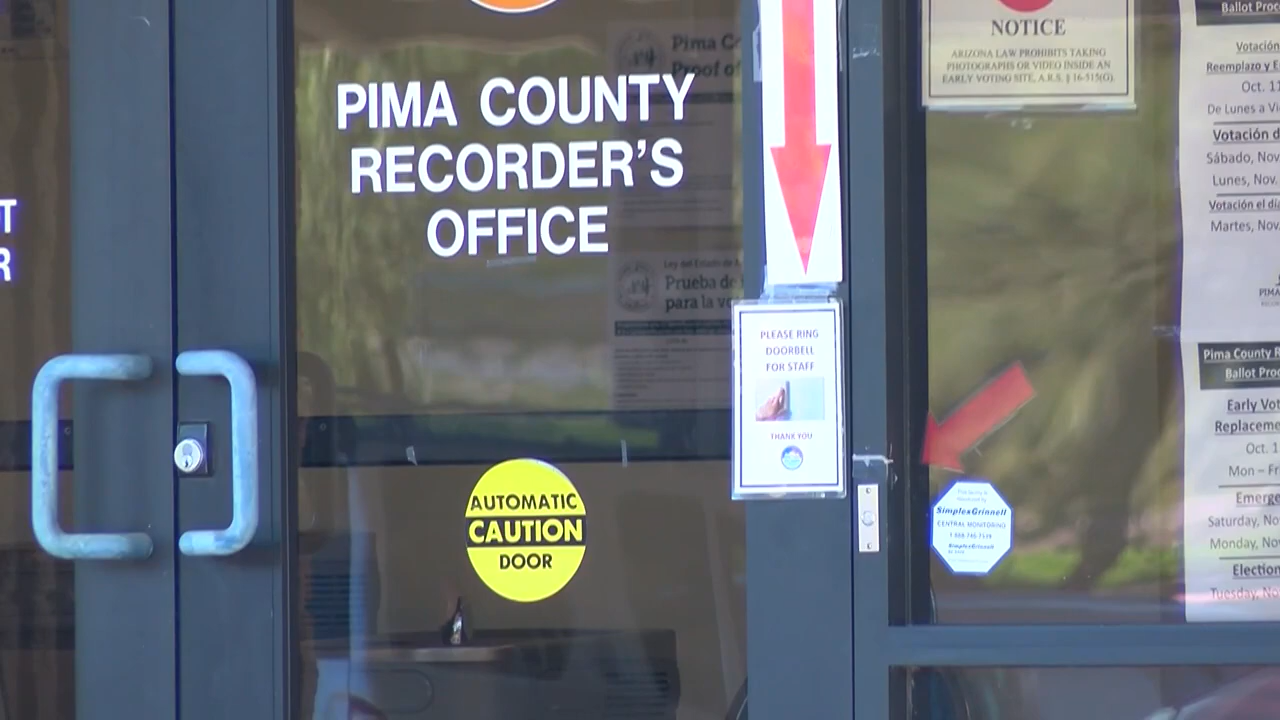 T
R
PIMA COUNTY
RECORDER'S
OFFICE
Pima C
Proof of
Prueba de
para la vo
AUTOMATIC
CAUTION
DOOR
PLEASE RING
DOORBELL
FOR STAFF
THANK YOU
NOTICE
ARIZONA LAW PROHIBITS TAKING
PHOTOGRAPHS OR VIDEO INSIDE AN
EARLY VOTING SITE, A.R.S. § 16-515(G).
SimplexGrinnell
CENTRAL MONITORING
SimplexGrinnell
Ballot Proc
Votación
Reemplazo y E
Oct. 11
De Lunes a Vi
Votación d
Sábado, Nov
Lunes, Nov.
Votación el día
Martes, Nov.
PIMA
Pima County R
Ballot Proc
Early Vot
Replaceme
Oct. 1
Mon – Fr
Emerge
Saturday, No
Monday, Nov
Election
Tuesday, No